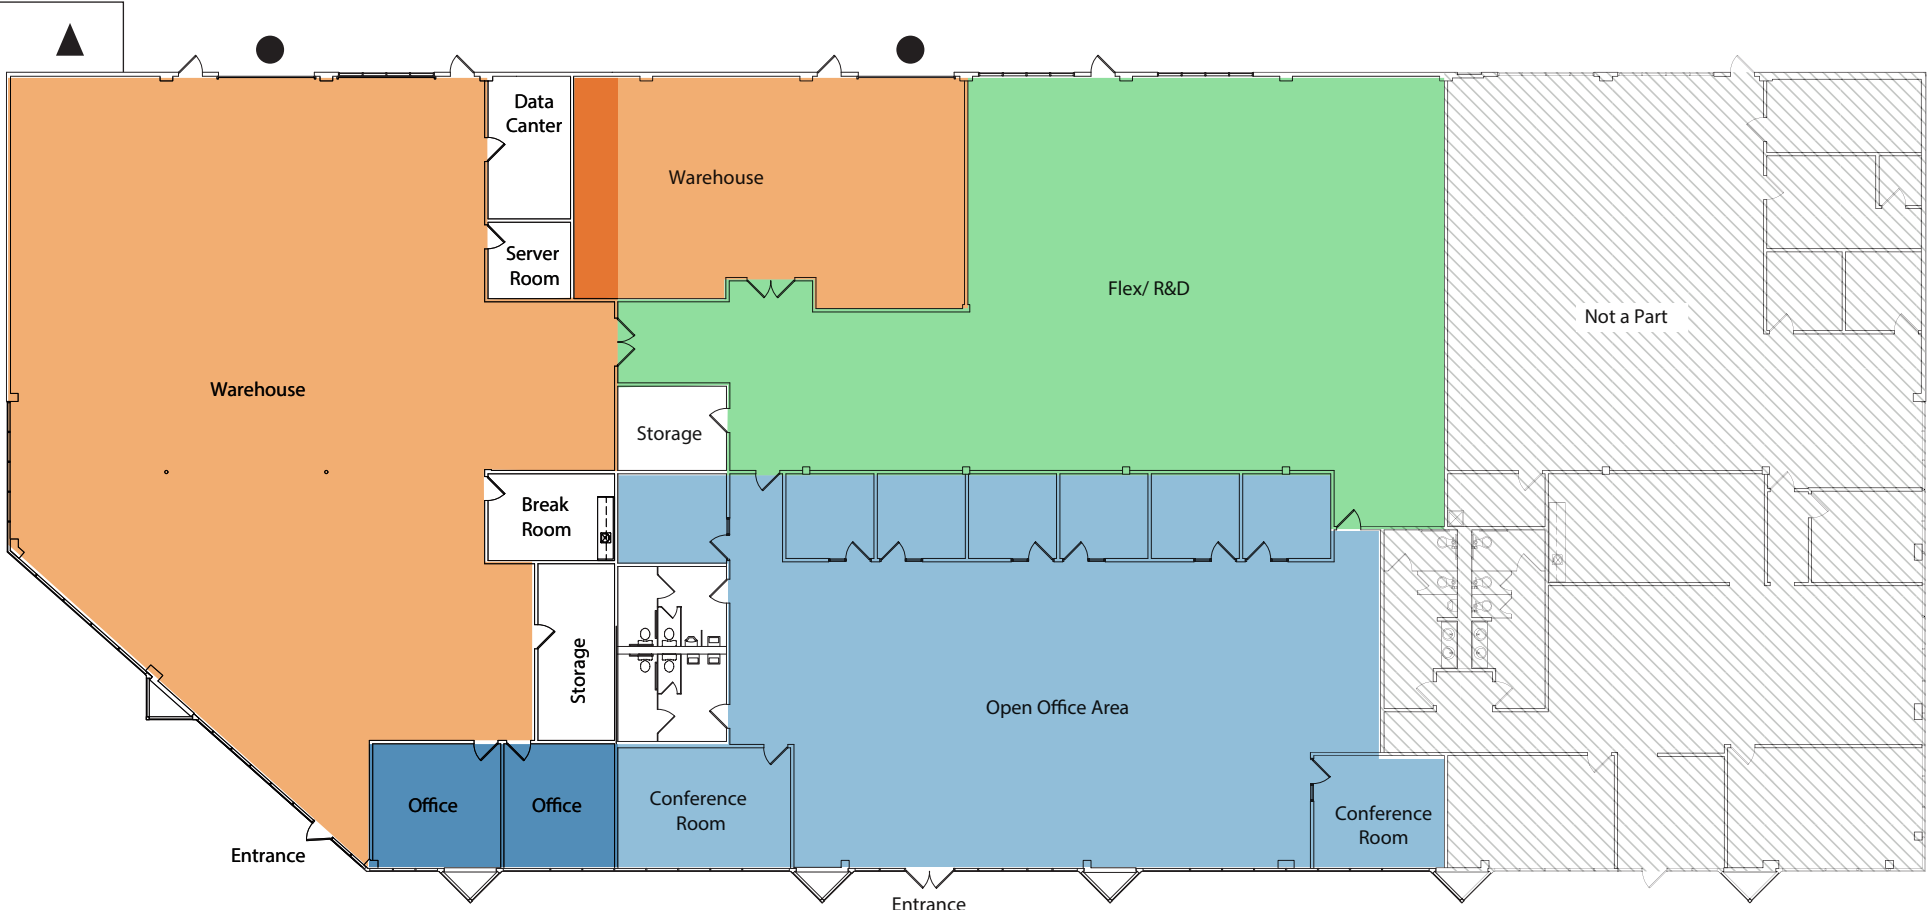 Data
Canter
Warehouse
Server
Room
Flex/ R&D
Not a Part
Warehouse
Storage
Break
Room
Storage
Open Office Area
Office
Office
Conference
Room
Conference
Room
Entrance
Entrance